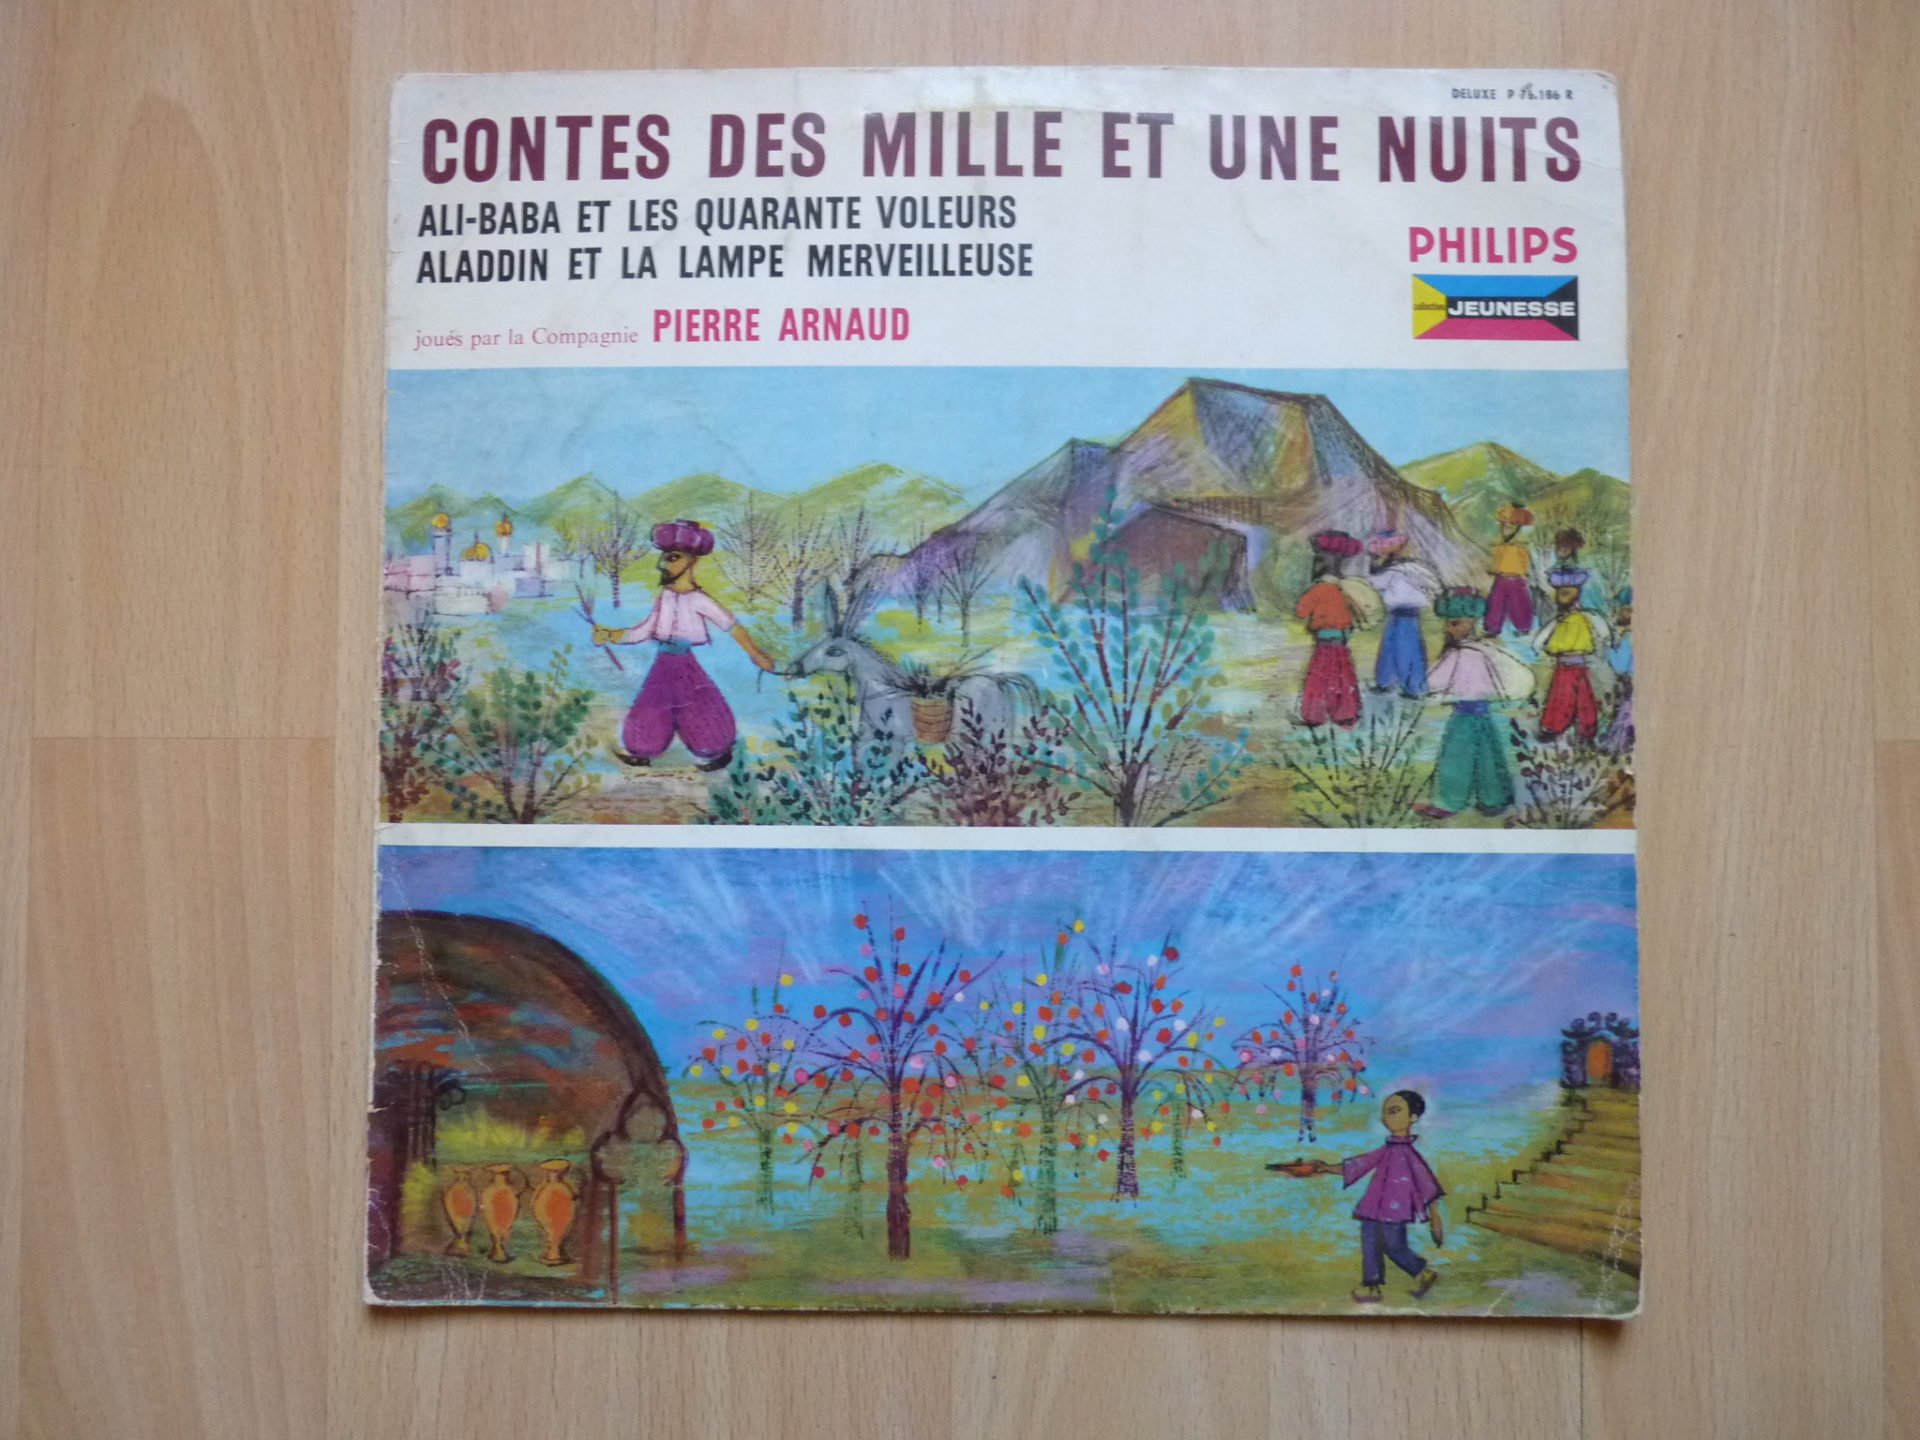 DELUXE P 76.186 R
CONTES DES MILLE ET UNE NUITS
ALI-BABA ET LES QUARANTE VOLEURS
ALADDIN ET LA LAMPE MERVEILLEUSE
joués par la Compagnie PIERRE ARNAUD
PHILIPS
collection JEUNESSE